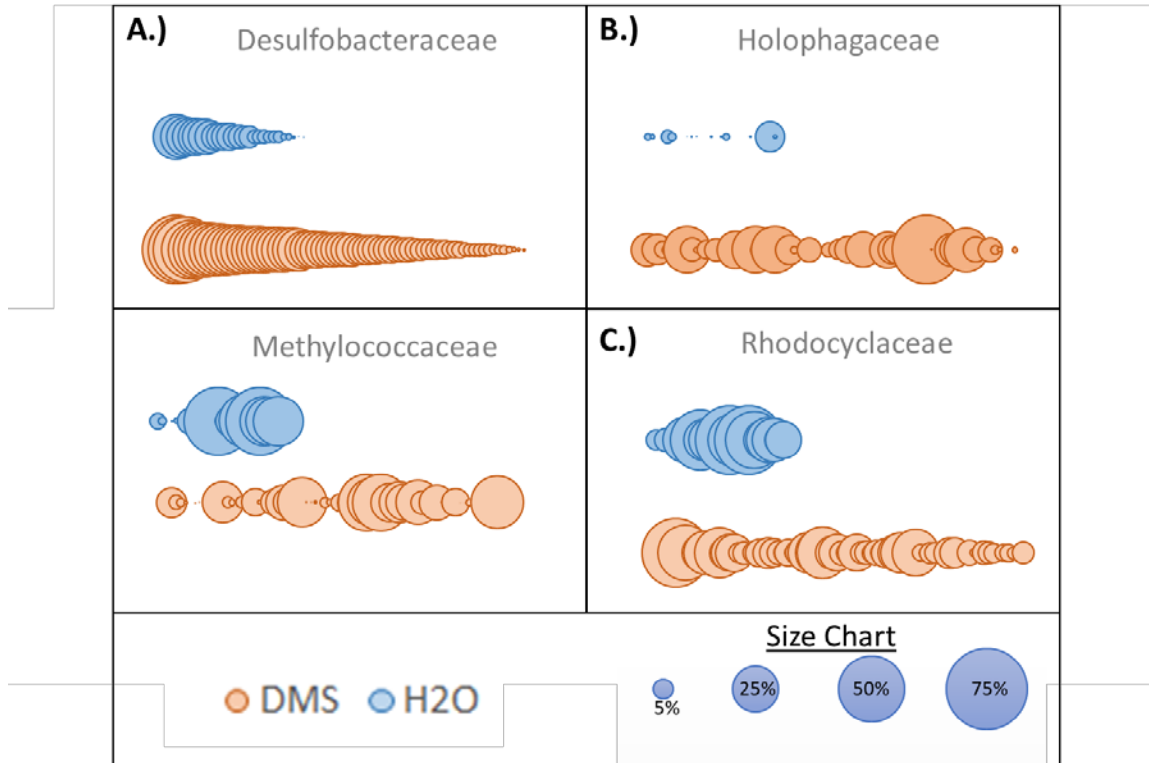 A.)
Desulfobacteraceae
B.)
Holophagaceae
Methylococcaceae
C.)
Rhodocyclaceae
Size Chart
DMS
H2O
5%
25%
50%
75%